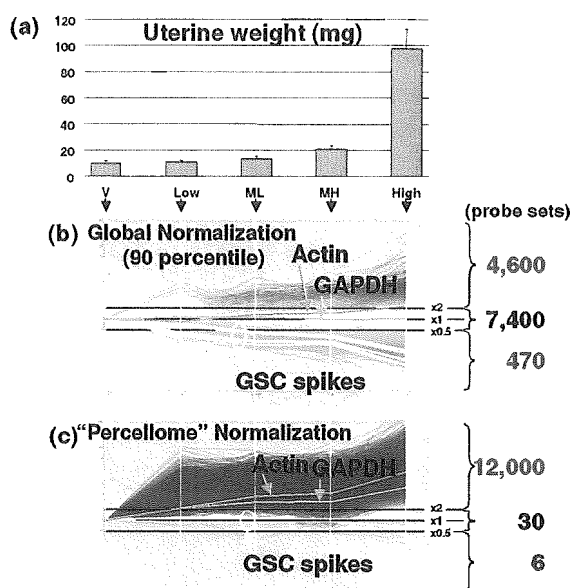 (a)
Uterine weight (mg)
120
100
80
60
40
20
0
V Low ML MH High
(probe sets)
(b) Global Normalization
(90 percentile)
Actin
GAPDH
4,600
x2
x1
x0.5
7,400
470
GSC spikes
(c) "Percellome" Normalization
Actin GAPDH
12,000
x2
x1
x0.5
30
GSC spikes
6